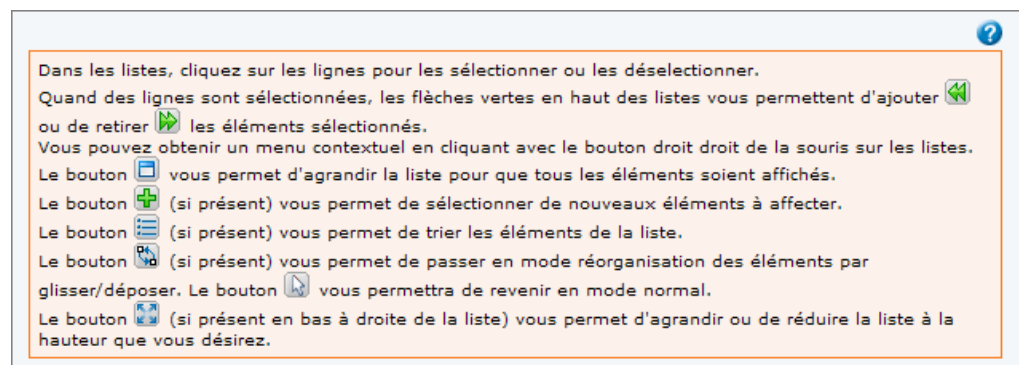 ?
Dans les listes, cliquez sur les lignes pour les sélectionner ou les déselectionner.
Quand des lignes sont sélectionnées, les flèches vertes en haut des listes vous permettent d'ajouter
ou de retirer les éléments sélectionnés.
Vous pouvez obtenir un menu contextuel en cliquant avec le bouton droit droit de la souris sur les listes.
Le bouton vous permet d'agrandir la liste pour que tous les éléments soient affichés.
Le bouton (si présent) vous permet de sélectionner de nouveaux éléments à affecter.
Le bouton (si présent) vous permet de trier les éléments de la liste.
Le bouton (si présent) vous permet de passer en mode réorganisation des éléments par
glisser/déposer. Le bouton vous permettra de revenir en mode normal.
Le bouton (si présent en bas à droite de la liste) vous permet d'agrandir ou de réduire la liste à la
hauteur que vous désirez.